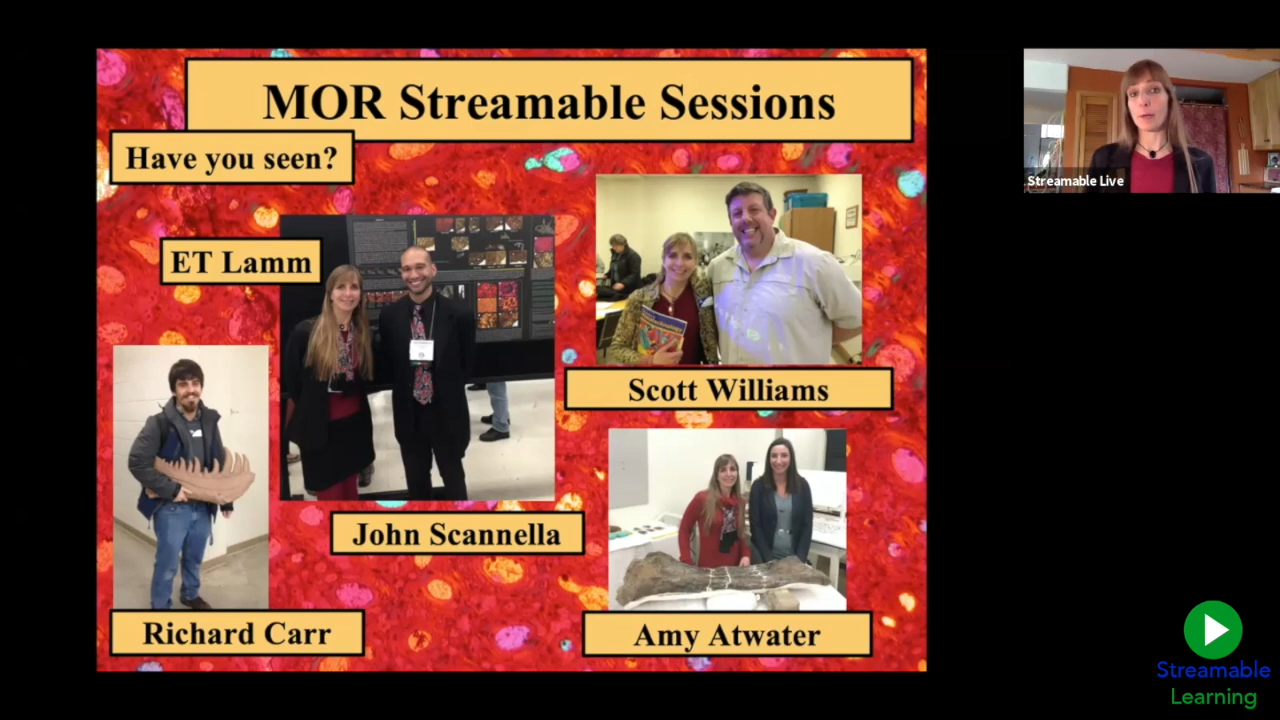 MOR Streamable Sessions
Have you seen?
ET Lamm
Scott Williams
John Scannella
Richard Carr
Amy Atwater
Streamable Live
Streamable
Learning